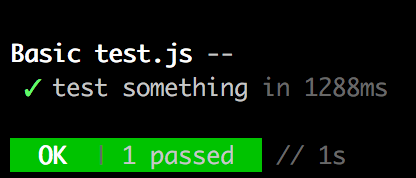 Basic test.js --
✓ test something in 1288ms
OK | 1 passed // 1s